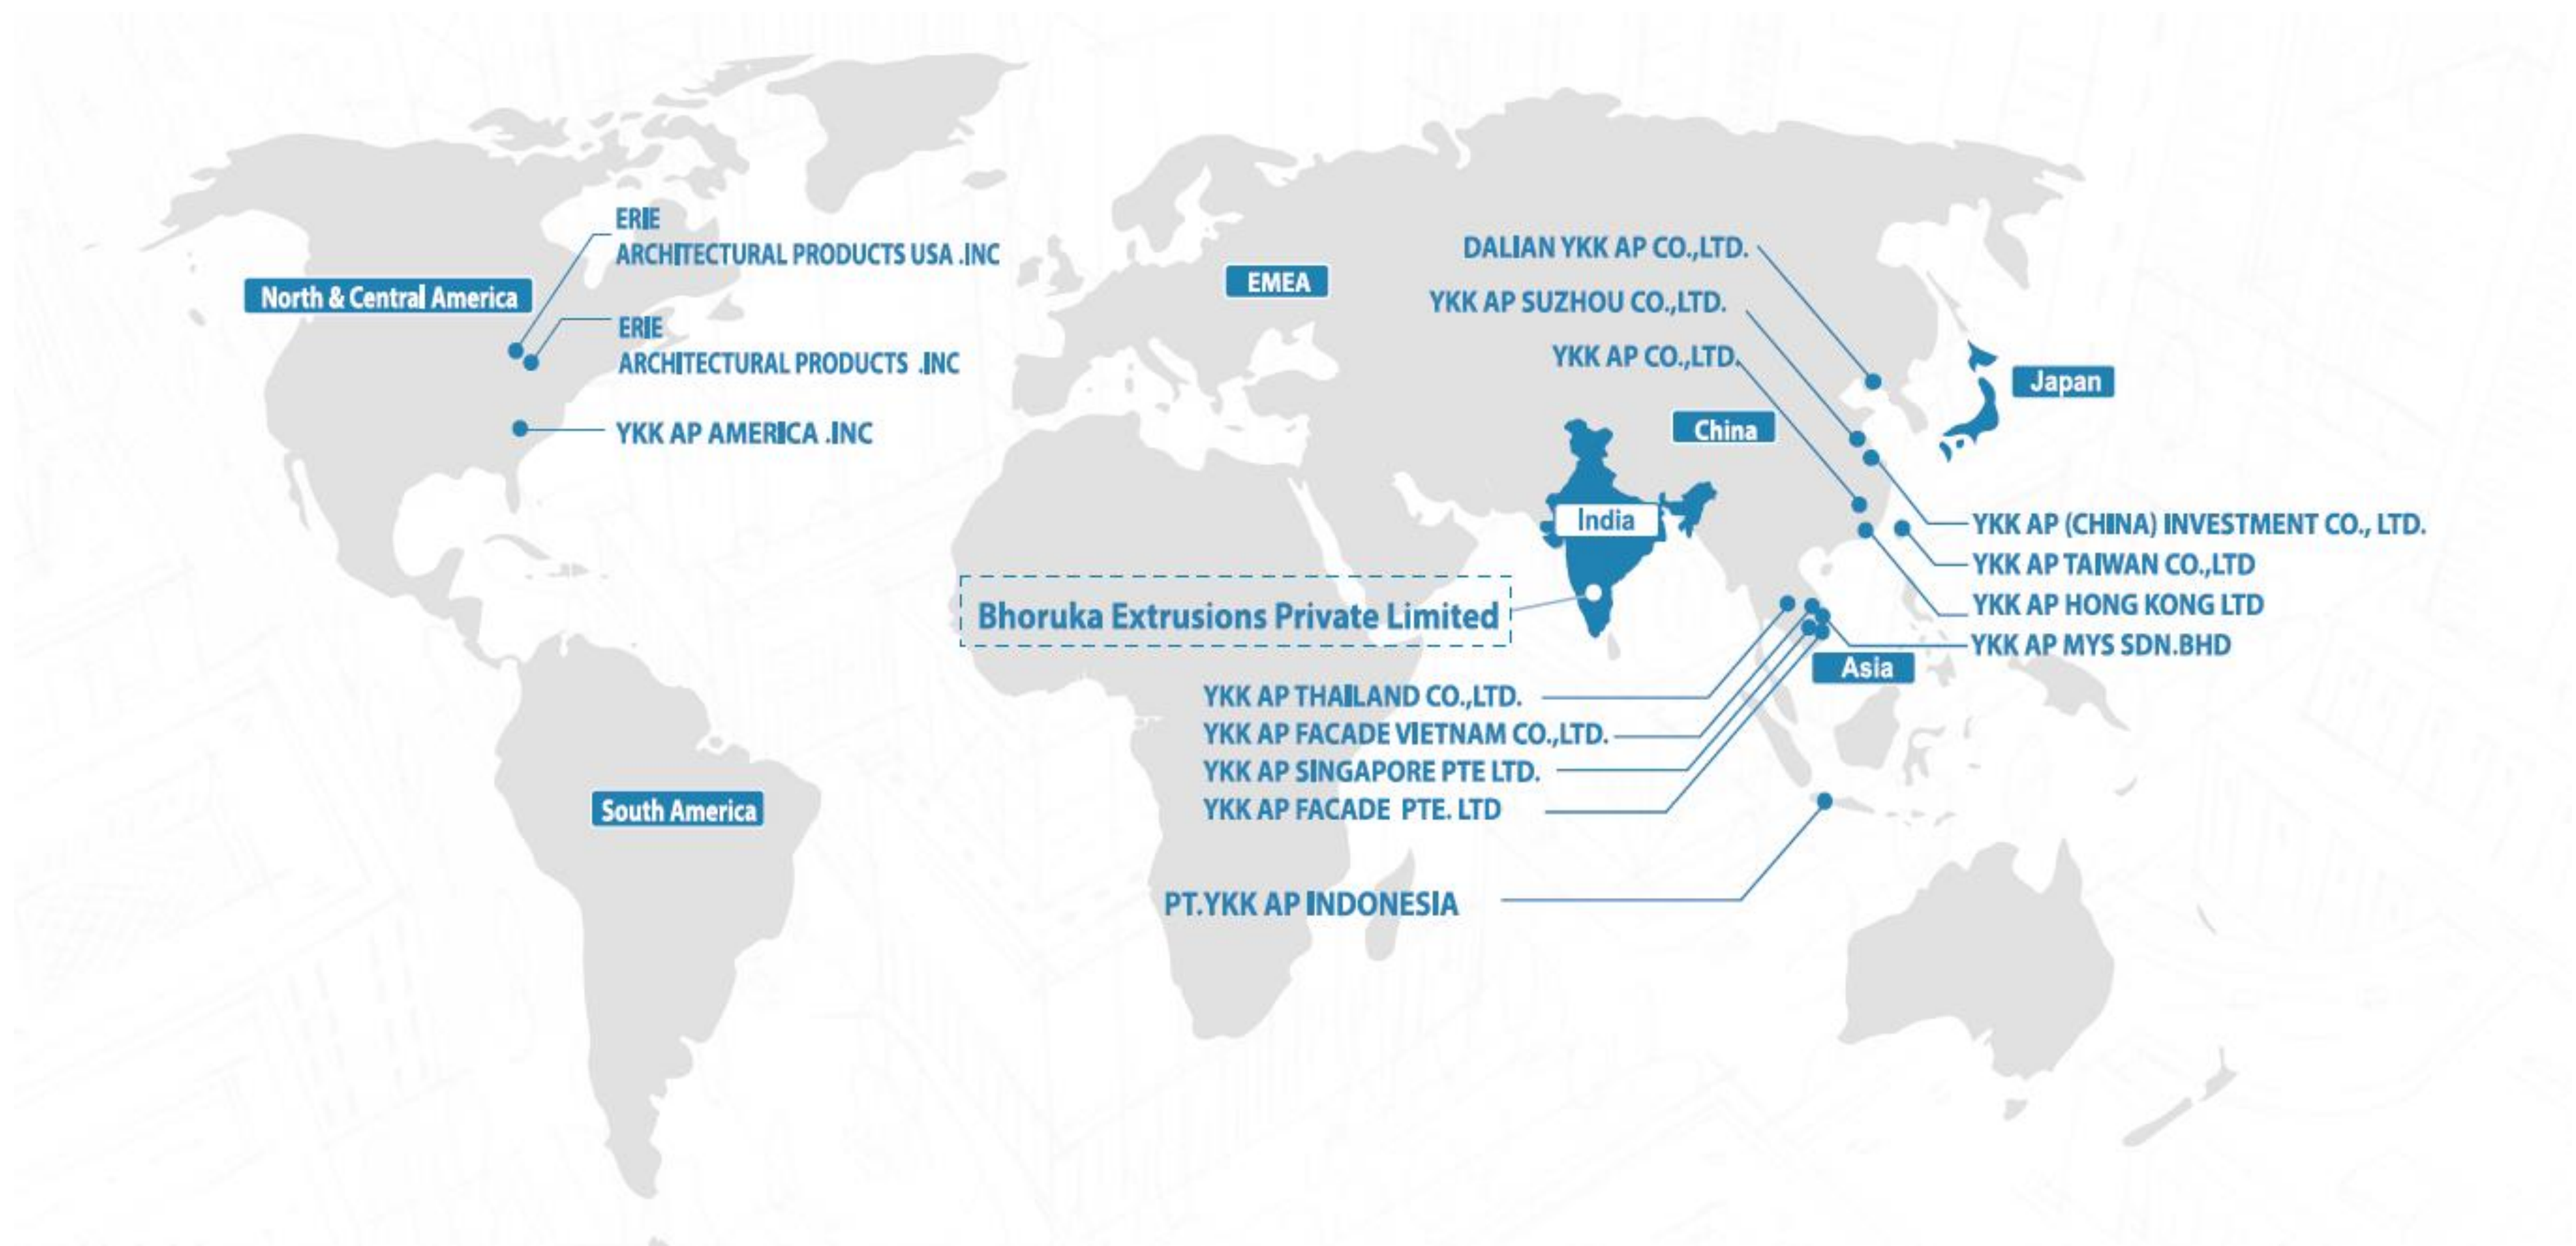 ERIE
ARCHITECTURAL PRODUCTS USA .INC
North & Central America
ERIE
ARCHITECTURAL PRODUCTS .INC
YKK AP AMERICA .INC
South America
EMEA
DALIAN YKK AP CO.,LTD.
YKK AP SUZHOU CO.,LTD.
YKK AP CO.,LTD.
Japan
China
India
Bhoruka Extrusions Private Limited
YKK AP (CHINA) INVESTMENT CO., LTD.
YKK AP TAIWAN CO.,LTD
YKK AP HONG KONG LTD
YKK AP MYS SDN.BHD
Asia
YKK AP THAILAND CO.,LTD.
YKK AP FACADE VIETNAM CO.,LTD.
YKK AP SINGAPORE PTE LTD.
YKK AP FACADE PTE. LTD
PT.YKK AP INDONESIA